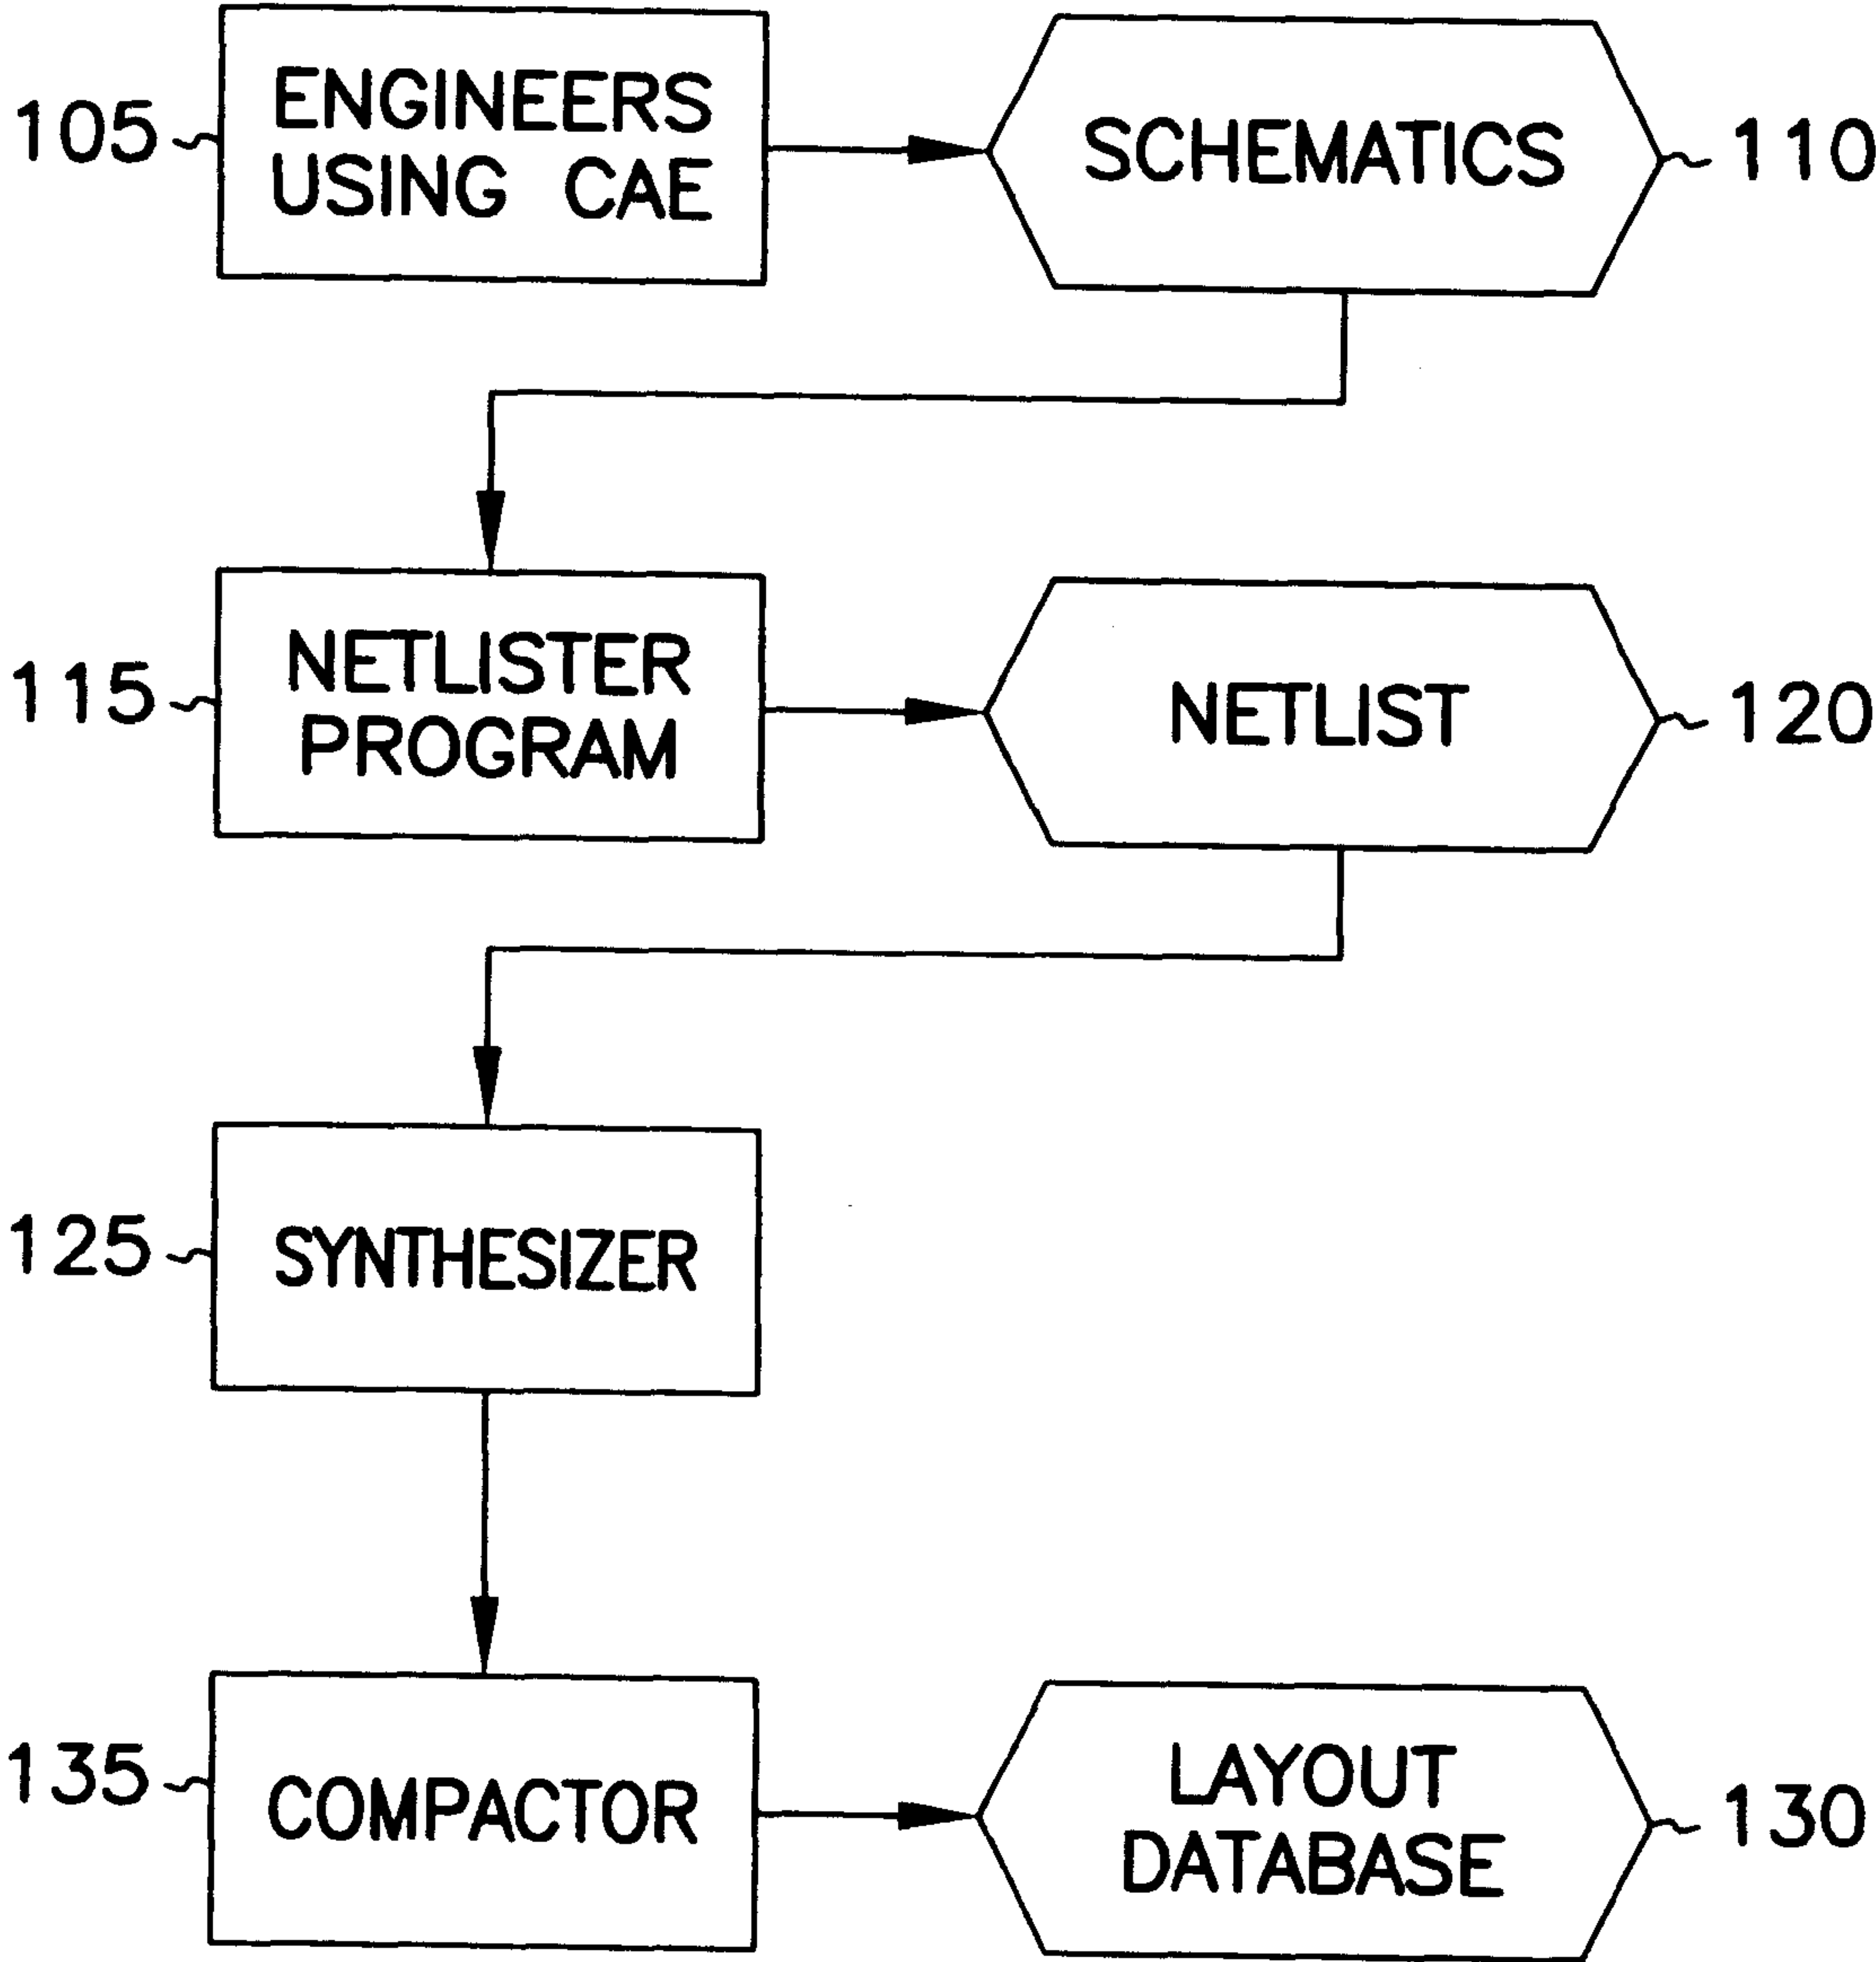 105
ENGINEERS
USING CAE
SCHEMATICS
110
115
NETLISTER
PROGRAM
NETLIST
120
125
SYNTHESIZER
135
COMPACTOR
LAYOUT
DATABASE
130